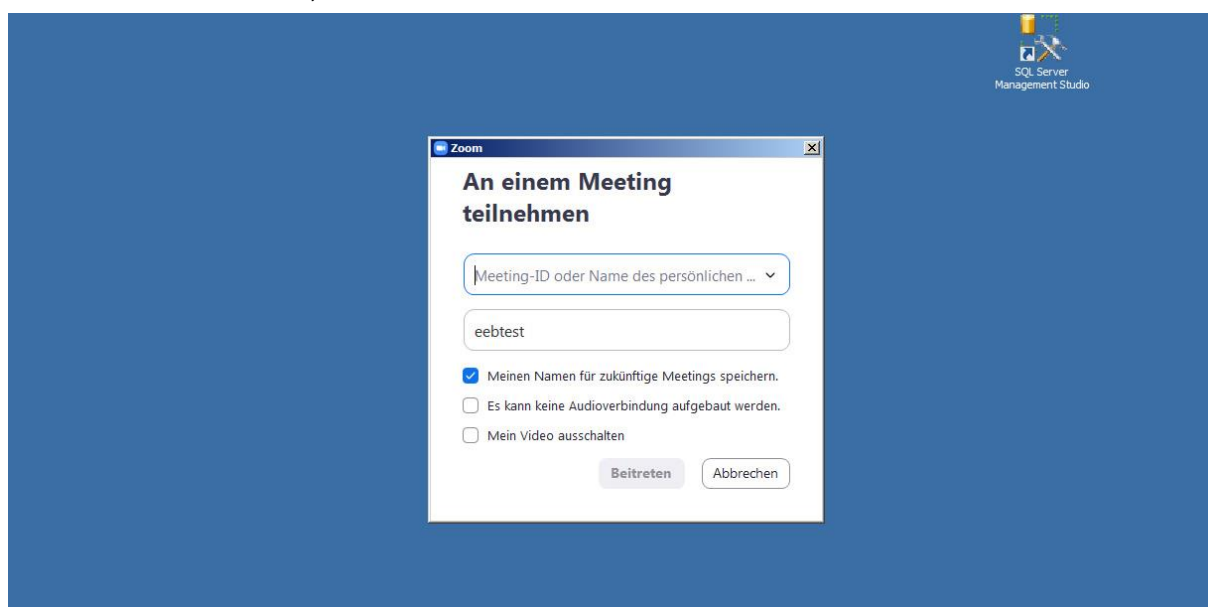 SQL Server
Management Studio
Zoom
An einem Meeting
teilnehmen
Meeting-ID oder Name des persönlichen ...
eebtest
Meinen Namen für zukünftige Meetings speichern.
Es kann keine Audioverbindung aufgebaut werden.
Mein Video ausschalten
Beitreten
Abbrechen